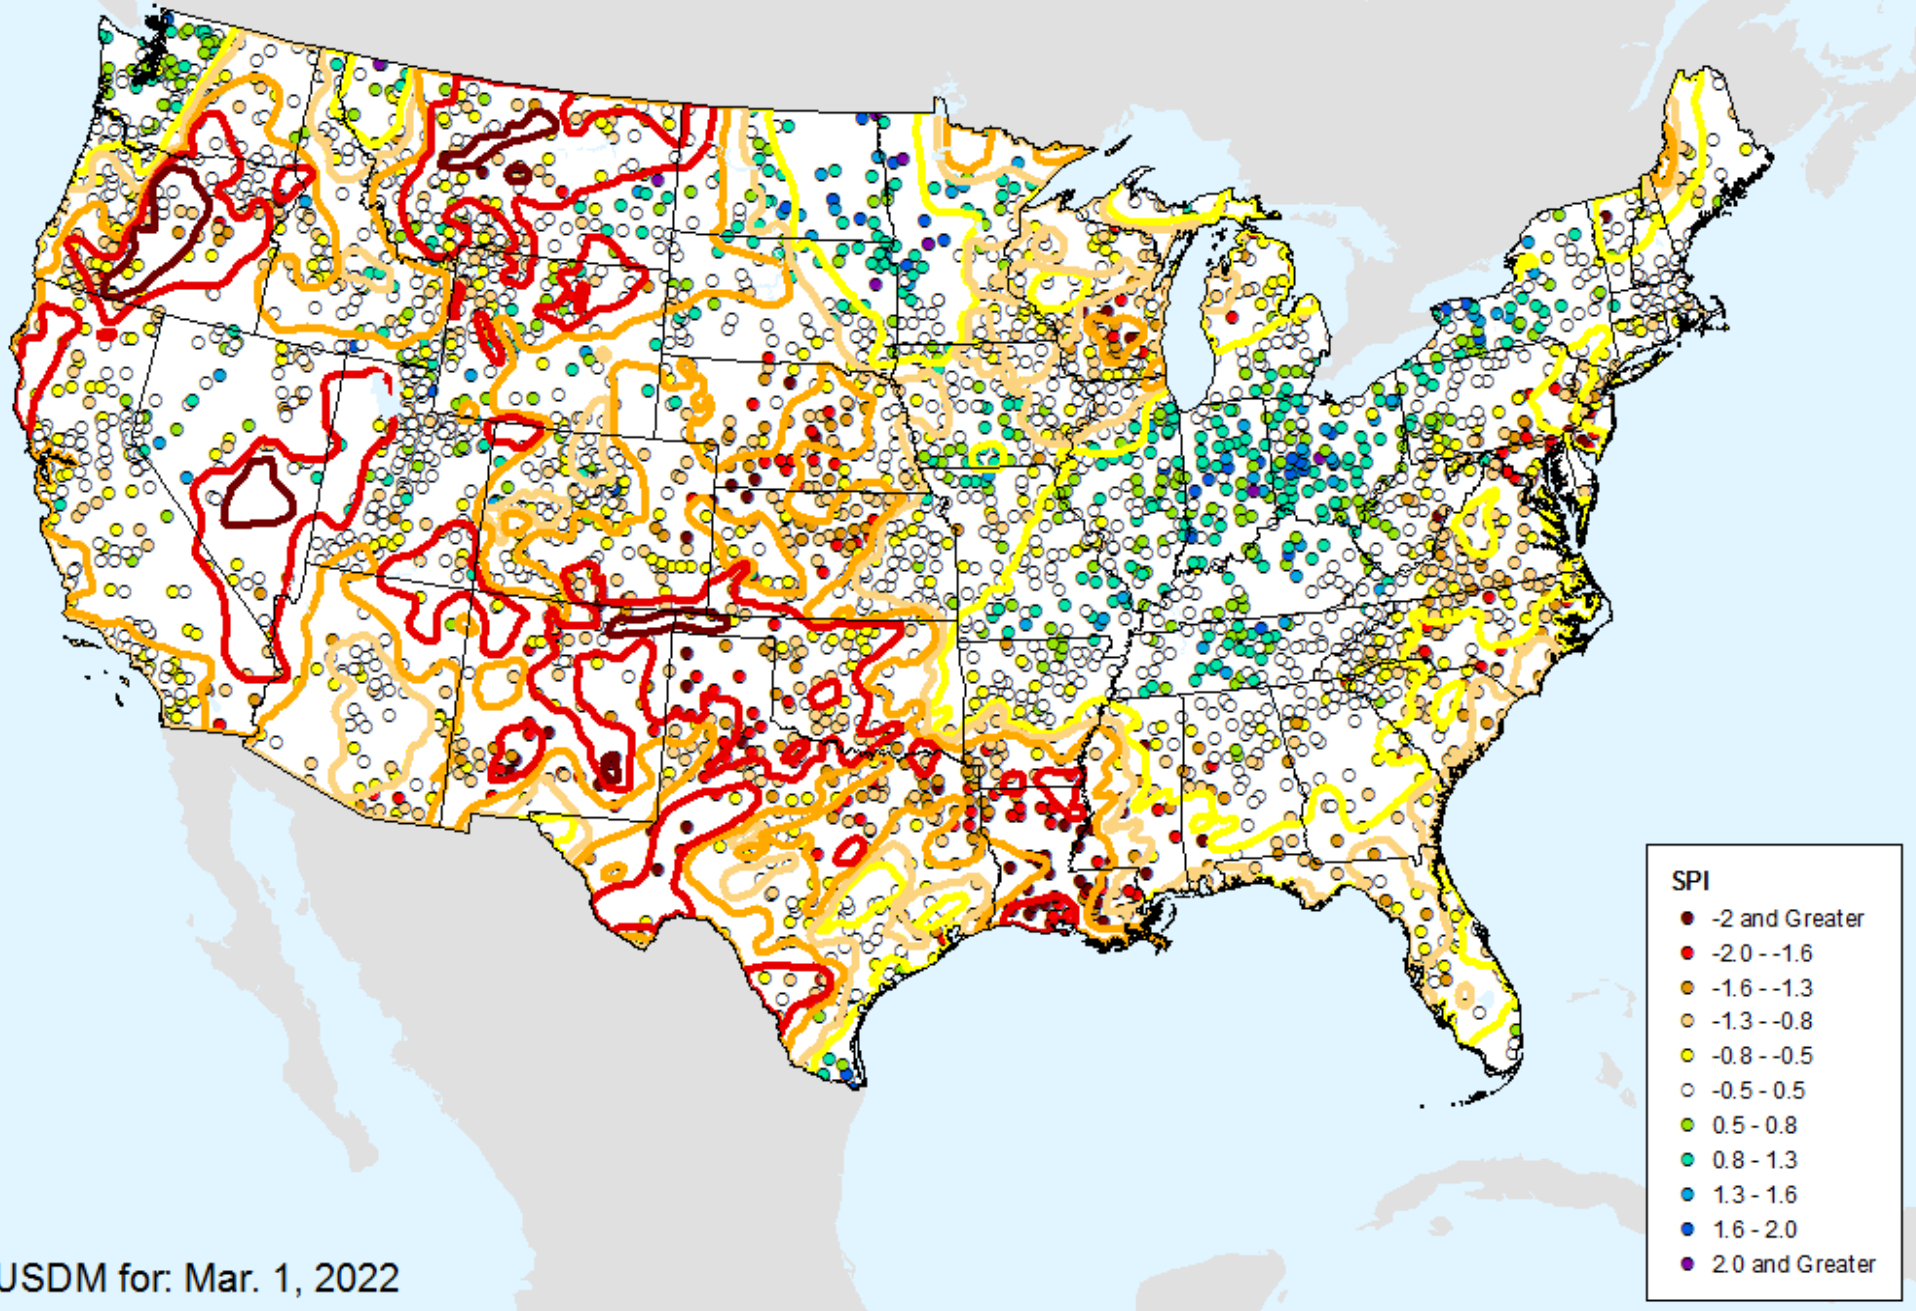 SPI
-2 and Greater
-2.0 - -1.6
-1.6 - -1.3
-1.3 - -0.8
-0.8 - -0.5
-0.5 - 0.5
0.5 - 0.8
0.8 - 1.3
1.3 - 1.6
1.6 - 2.0
2.0 and Greater
USDM for: Mar. 1, 2022